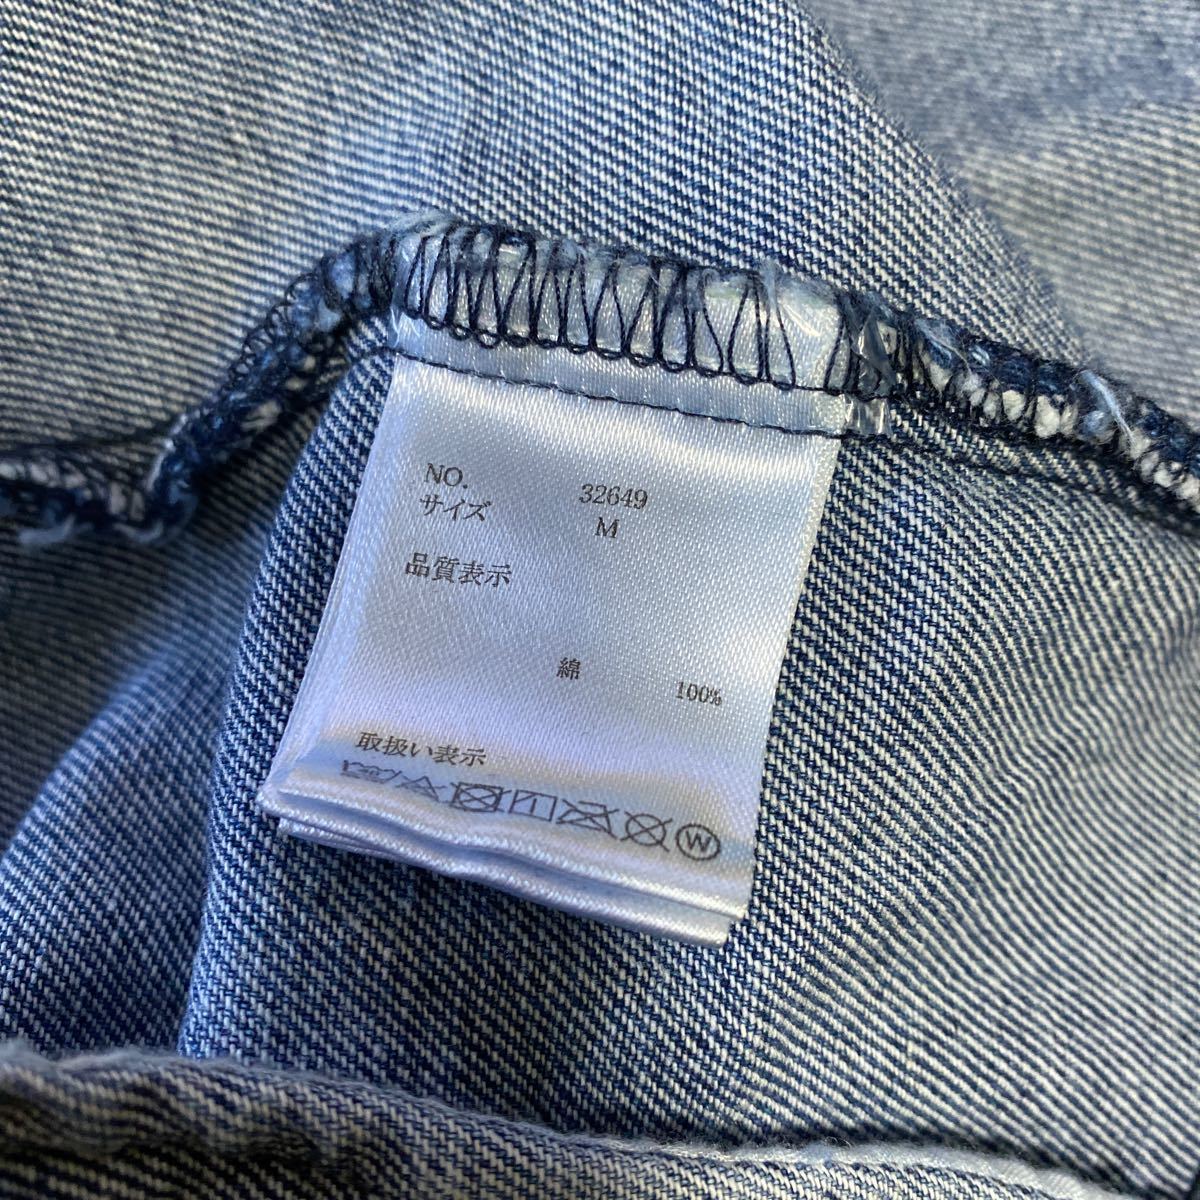 NO. 32649
サイズ M
品質表示
綿 100%
取扱い表示
W